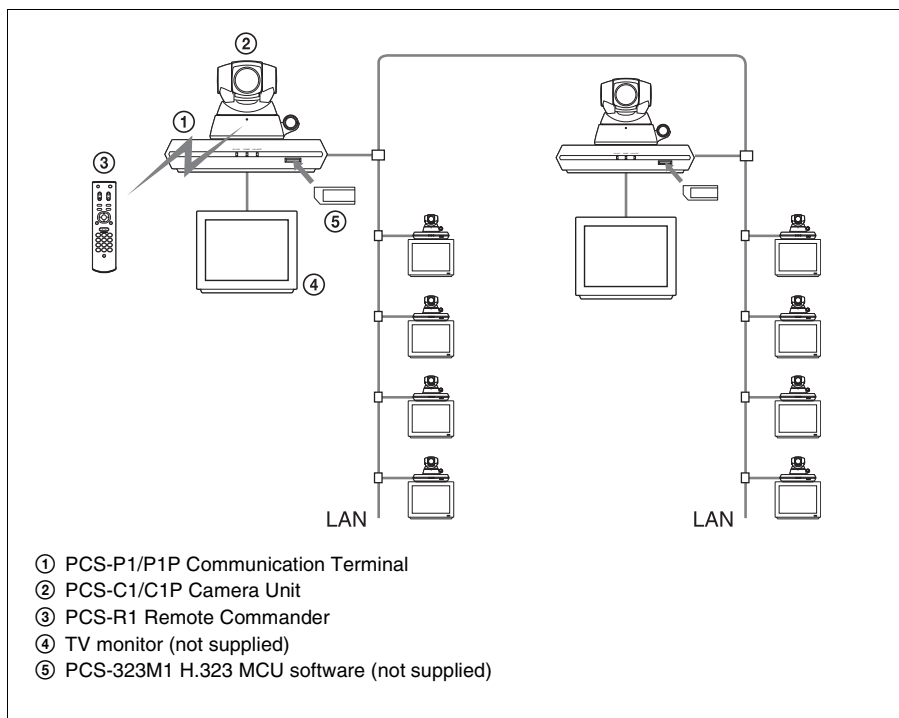 ②
①
③
⑤
④
LAN
LAN
① PCS-P1/P1P Communication Terminal
② PCS-C1/C1P Camera Unit
③ PCS-R1 Remote Commander
④ TV monitor (not supplied)
⑤ PCS-323M1 H.323 MCU software (not supplied)